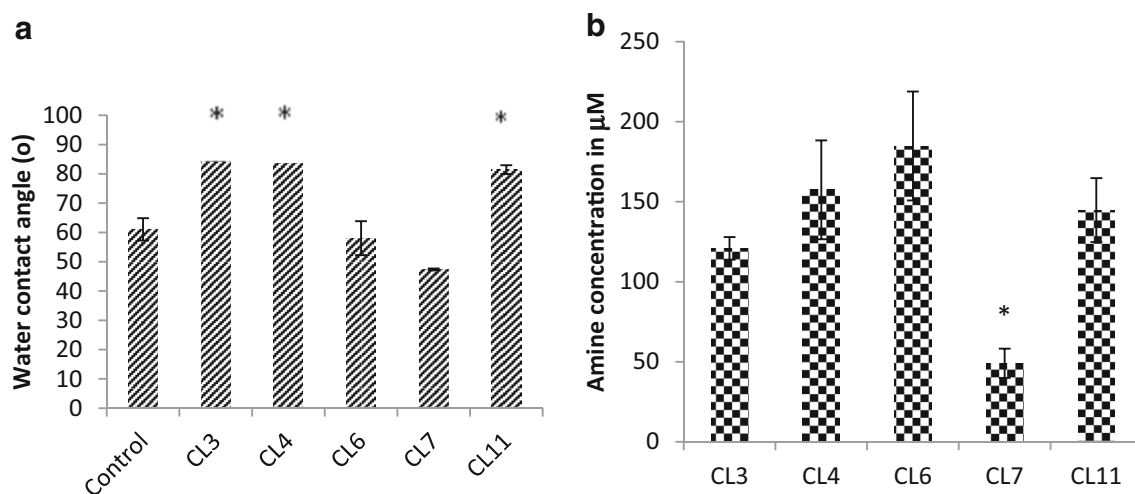 a
Water contact angle (o)
100
90
80
70
60
50
40
30
20
10
0
* * *
Control CL3 CL4 CL6 CL7 CL11
b
Amine concentration in µM
250
200
150
100
50
0
*
CL3 CL4 CL6 CL7 CL11